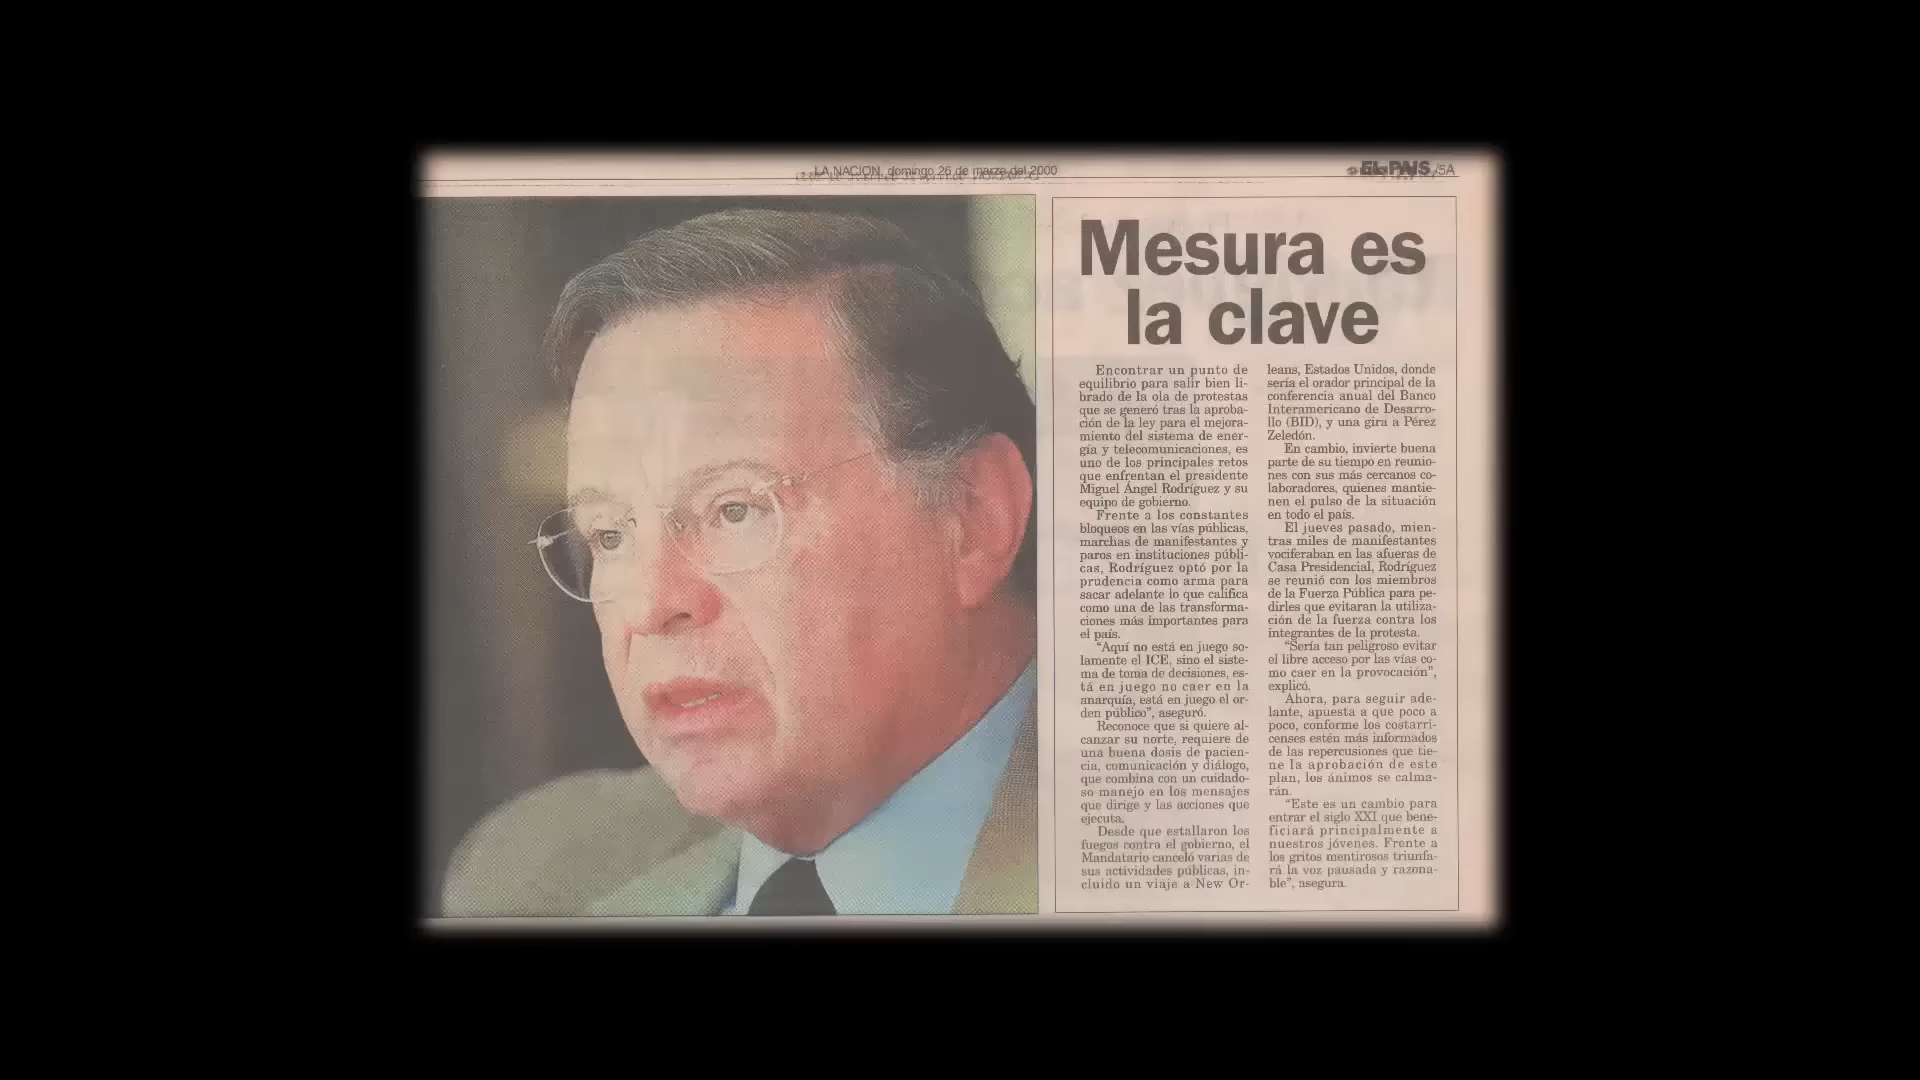 LA NACION, domingo 26 de marzo del 2000
EL PAIS /5A
Mesura es
la clave
Encontrar un punto de
equilibrio para salir bien li-
brado de la ola de protestas
que se generó tras la aproba-
ción de la ley para el mejora-
miento del sistema de ener-
gía y telecomunicaciones, es
uno de los principales retos
que enfrentan el presidente
Miguel Ángel Rodríguez y su
equipo de gobierno.
Frente a los constantes
bloqueos en las vías públicas,
marchas de manifestantes y
paros en instituciones públi-
cas, Rodríguez optó por la
prudencia como arma para
sacar adelante lo que califica
como una de las transforma-
ciones más importantes para
el país.
"Aquí no está en juego so-
lamente el ICE, sino el siste-
ma de toma de decisiones, es-
tá en juego no caer en la
anarquía, está en juego el or-
den público", aseguró.
Reconoce que si quiere al-
canzar su norte, requiere de
una buena dosis de pacien-
cia, comunicación y diálogo,
que combina con un cuidado-
so manejo en los mensajes
que dirige y las acciones que
ejecuta.
Desde que estallaron los
fuegos contra el gobierno, el
Mandatario canceló varias de
sus actividades públicas, in-
cluido un viaje a New Or-
leans, Estados Unidos, donde
sería el orador principal de la
conferencia anual del Banco
Interamericano de Desarro-
llo (BID), y una gira a Pérez
Zeledón.
En cambio, invierte buena
parte de su tiempo en reunio-
nes con sus más cercanos co-
laboradores, quienes mantie-
nen el pulso de la situación
en todo el país.
El jueves pasado, mien-
tras miles de manifestantes
vociferaban en las afueras de
Casa Presidencial, Rodríguez
se reunió con los miembros
de la Fuerza Pública para pe-
dirles que evitaran la utiliza-
ción de la fuerza contra los
integrantes de la protesta.
"Sería tan peligroso evitar
el libre acceso por las vías co-
mo caer en la provocación",
explicó.
Ahora, para seguir ade-
lante, apuesta a que poco a
poco, conforme los costarri-
censes estén más informados
de las repercusiones que tie-
ne la aprobación de este
plan, los ánimos se calma-
rán.
"Este es un cambio para
entrar el siglo XXI que bene-
ficiará principalmente a
nuestros jóvenes. Frente a
los gritos mentirosos triunfa-
rá la voz pausada y razona-
ble", asegura.